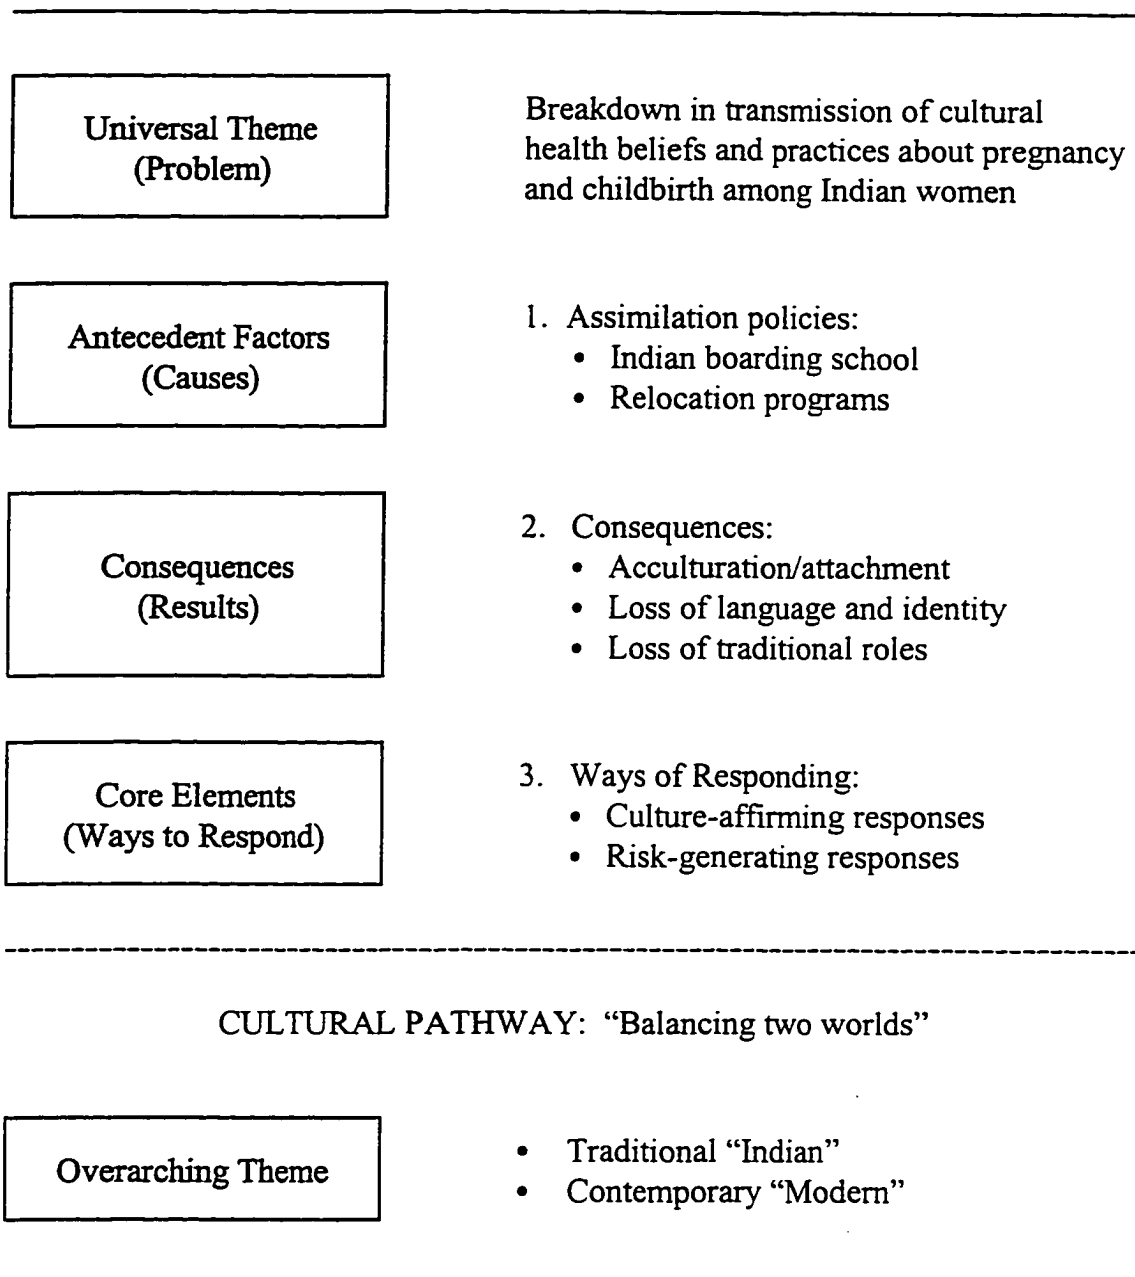 Universal Theme
(Problem)
Breakdown in transmission of cultural
health beliefs and practices about pregnancy
and childbirth among Indian women
Antecedent Factors
(Causes)
1. Assimilation policies:
• Indian boarding school
• Relocation programs
Consequences
(Results)
2. Consequences:
• Acculturation/attachment
• Loss of language and identity
• Loss of traditional roles
Core Elements
(Ways to Respond)
3. Ways of Responding:
• Culture-affirming responses
• Risk-generating responses
CULTURAL PATHWAY: “Balancing two worlds”
Overarching Theme
• Traditional “Indian”
• Contemporary “Modern”